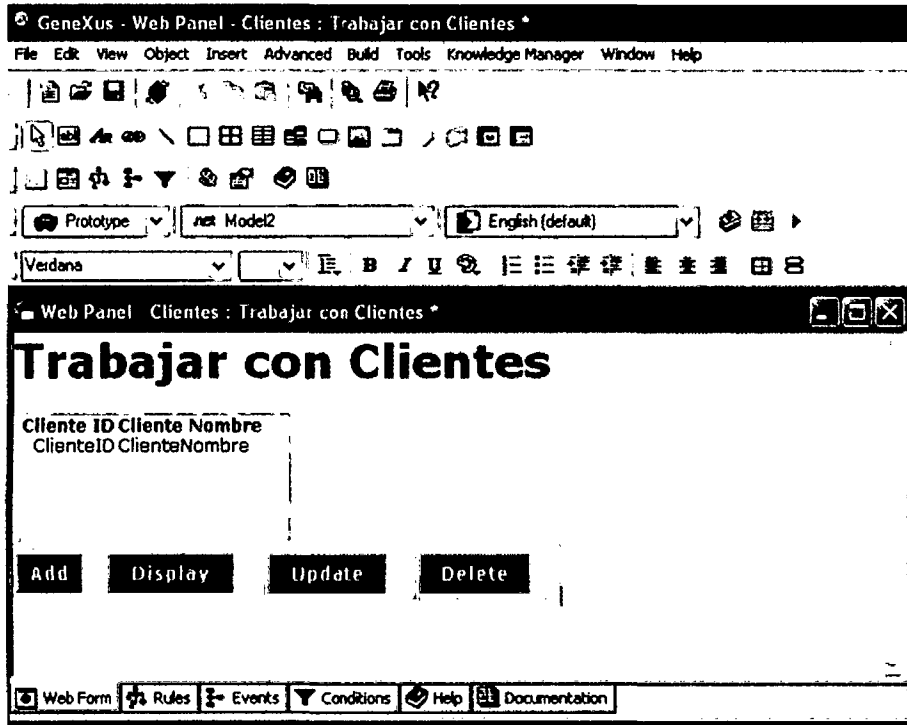 GeneXus - Web Panel - Clientes : Trabajar con Clientes *
File Edit View Object Insert Advanced Build Tools Knowledge Manager Window Help
Prototype .net Model2 English (default)
Verdana B I U
Web Panel Clientes : Trabajar con Clientes *
Trabajar con Clientes
Cliente ID Cliente Nombre
ClienteID ClienteNombre
Add Display Update Delete
Web Form Rules Events Conditions Help Documentation